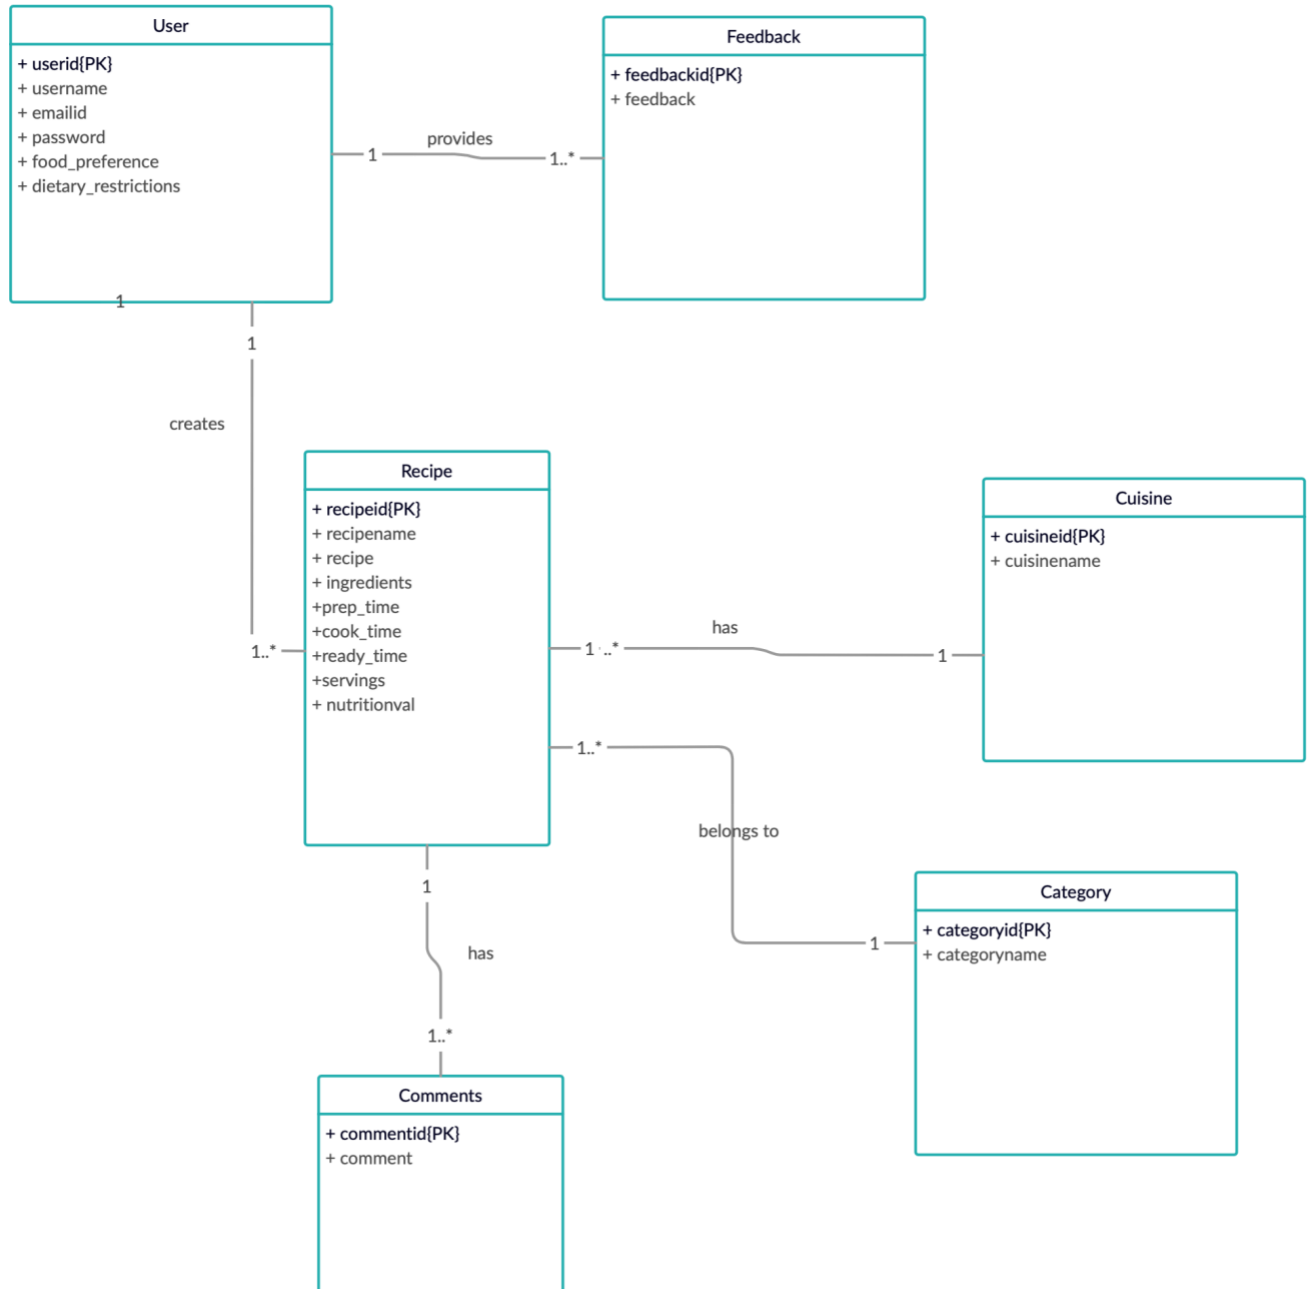 User
+ userid{PK}
+ username
+ emailid
+ password
+ food_preference
+ dietary_restrictions
1
provides
1..*
Feedback
+ feedbackid{PK}
+ feedback
1
1
creates
1..*
Recipe
+ recipeid{PK}
+ recipename
+ recipe
+ ingredients
+prep_time
+cook_time
+ready_time
+servings
+ nutritionval
1 ..*
has
1
Cuisine
+ cuisineid{PK}
+ cuisinename
1..*
belongs to
1
Category
+ categoryid{PK}
+ categoryname
1
has
1..*
Comments
+ commentid{PK}
+ comment